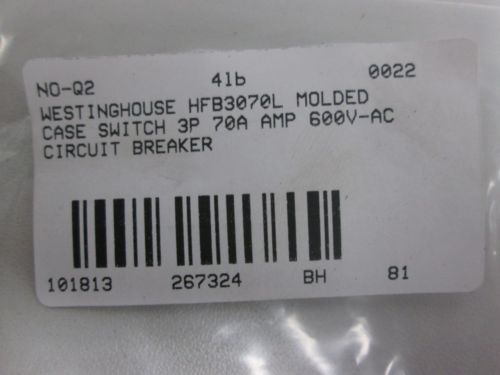 NO-Q2 4lb 0022
WESTINGHOUSE HFB3070L MOLDED
CASE SWITCH 3P 70A AMP 600V-AC
CIRCUIT BREAKER
101813 267324 BH 81